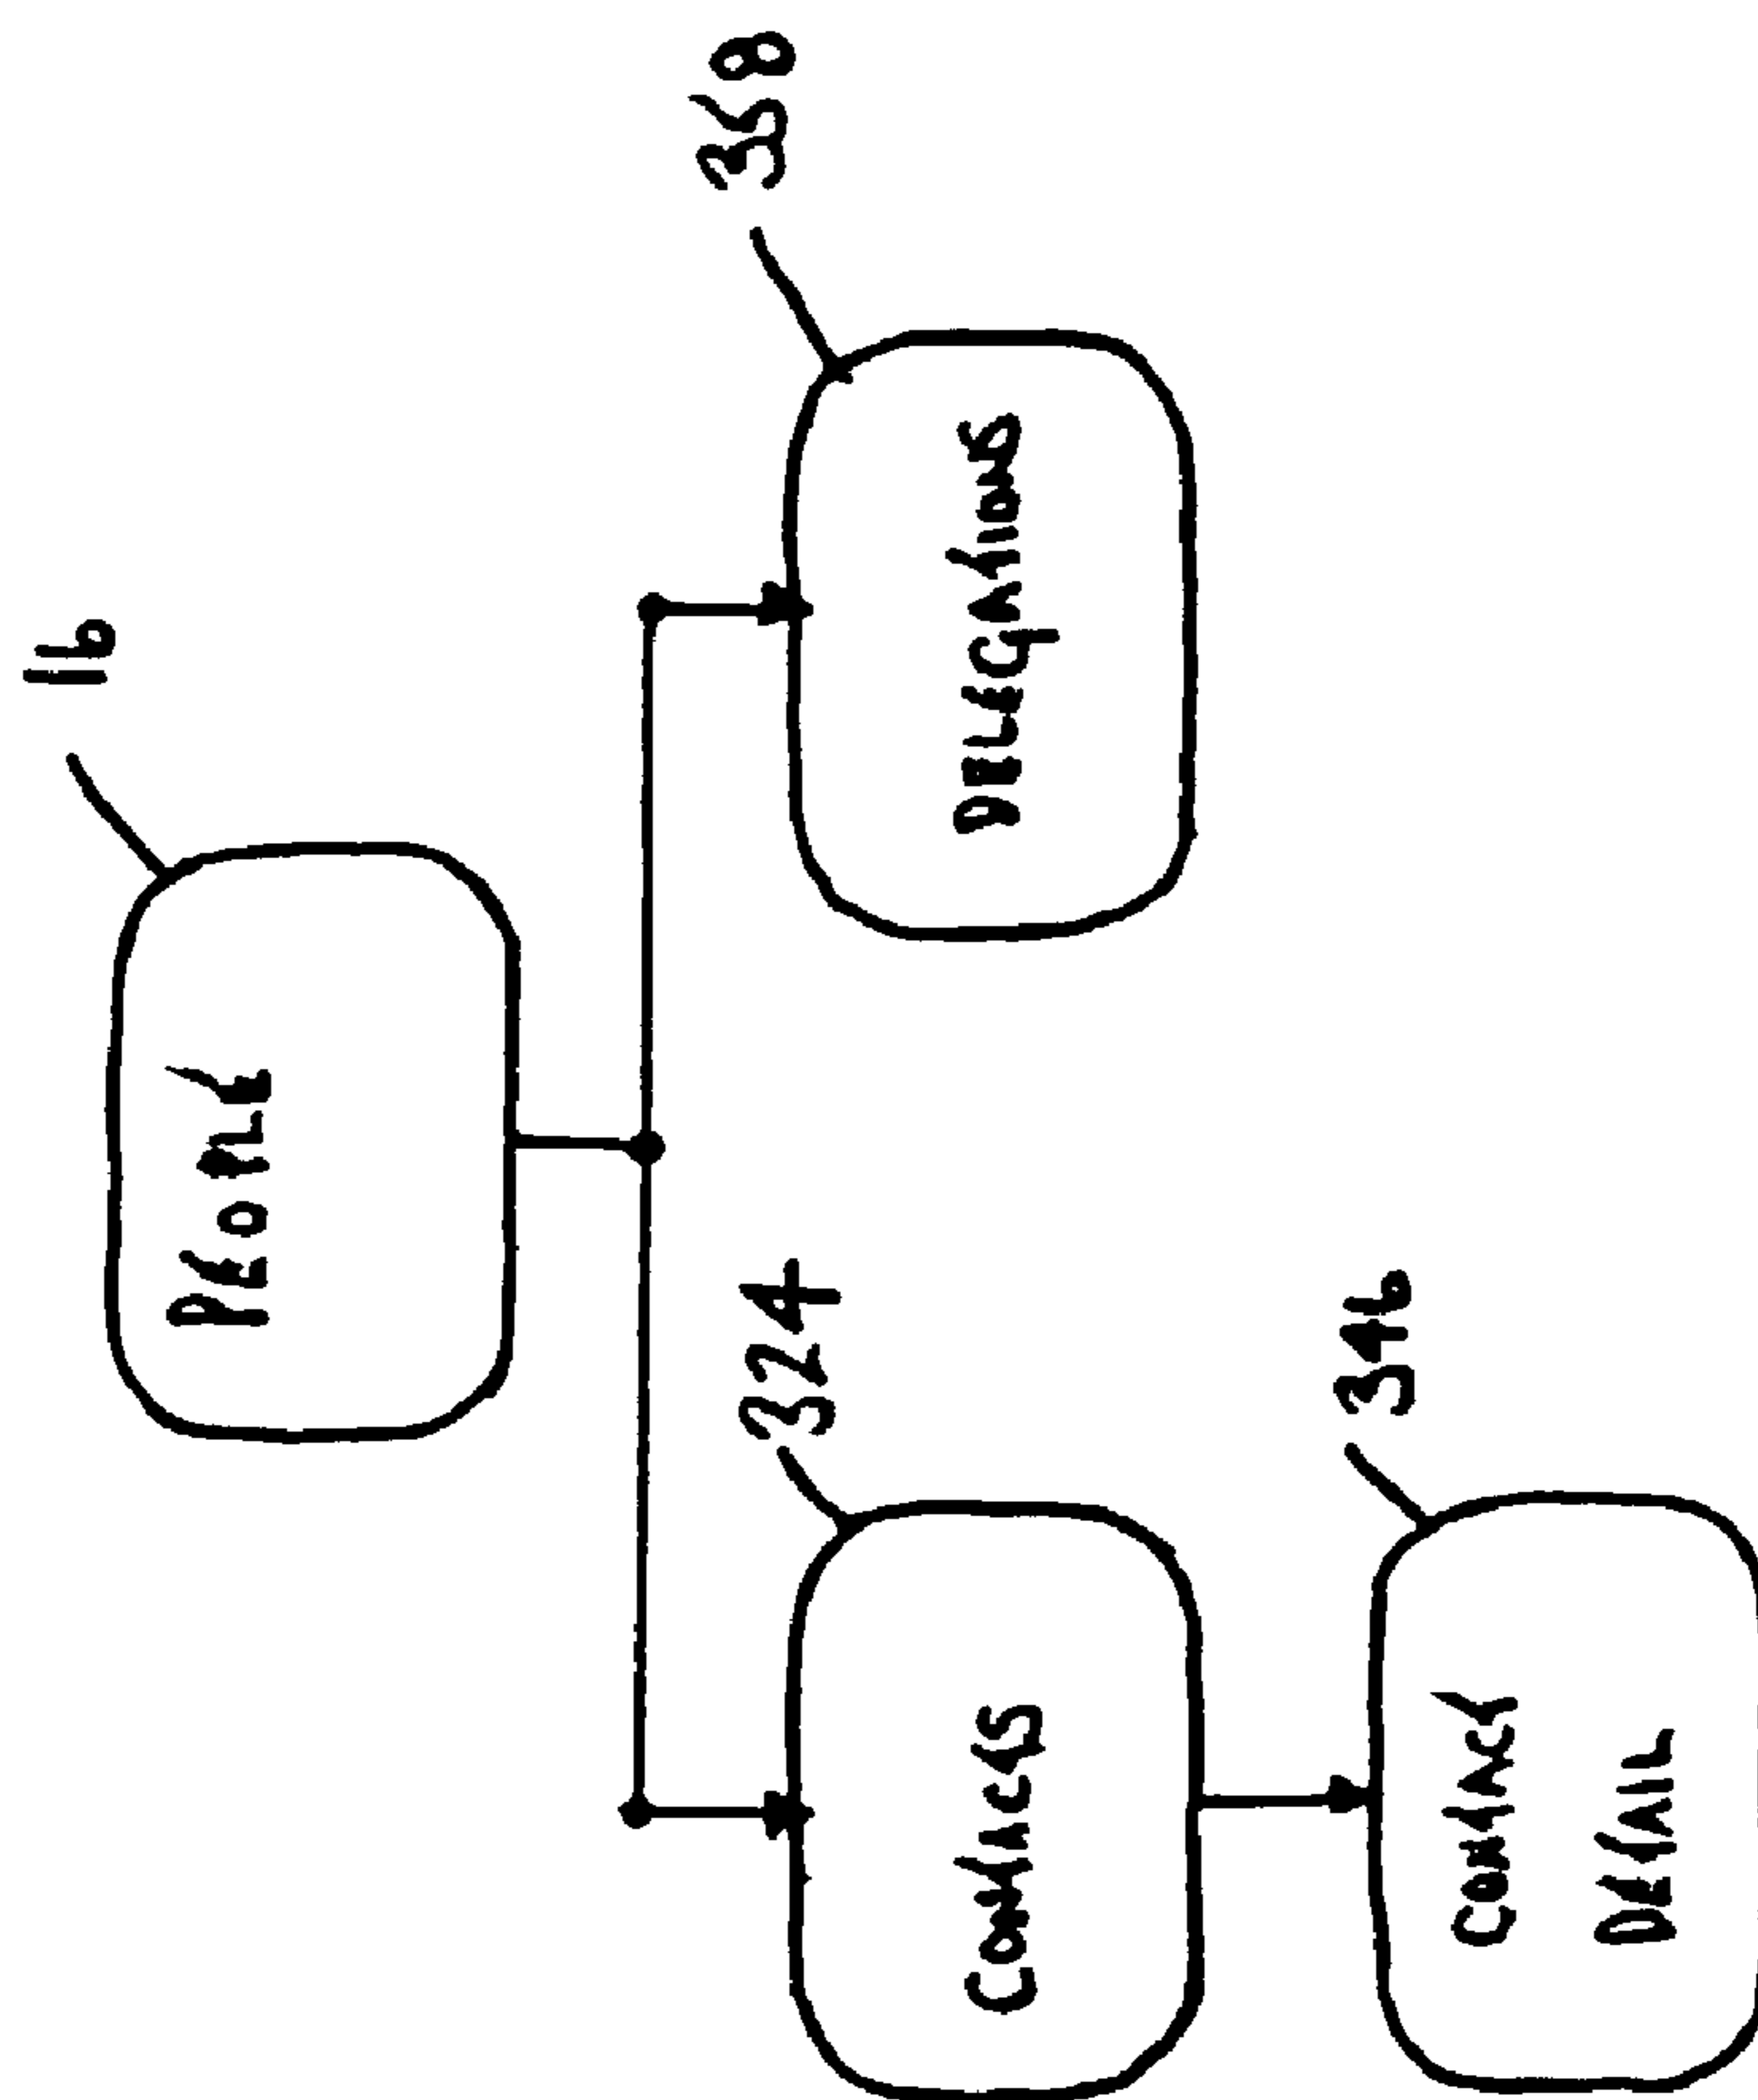 16
PEOPLE
324
CONTACTS
358
DELEGATIONS
346
CONTACT
DETAIL